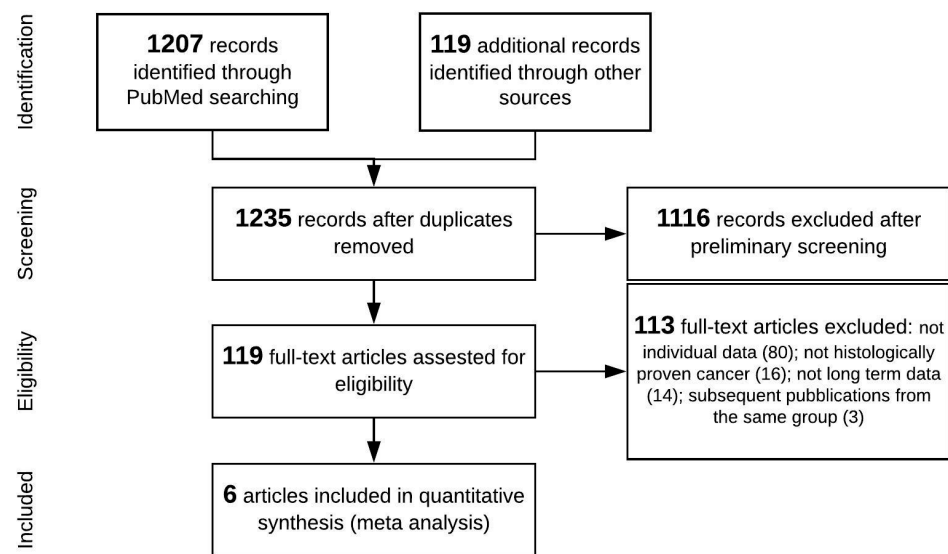 Identification
1207 records
identified through
PubMed searching
119 additional records
identified through other
sources
Screening
1235 records after duplicates
removed
1116 records excluded after
preliminary screening
Eligibility
119 full-text articles assested for
eligibility
113 full-text articles excluded: not
individual data (80); not histologically
proven cancer (16); not long term data
(14); subsequent pubblications from
the same group (3)
Included
6 articles included in quantitative
synthesis (meta analysis)